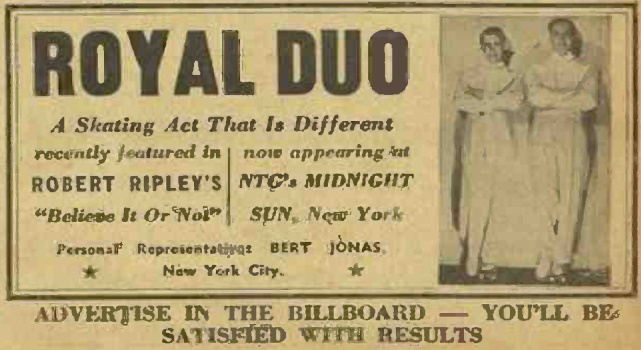 ROYAL DUO
A Skating Act That Is Different
recently featured in
ROBERT RIPLEY'S
"Believe It Or Not"
now appearing at
NTG's MIDNIGHT
SUN, New York
Personal Representative: BERT JONAS,
New York City.
ADVERTISE IN THE BILLBOARD — YOU'LL BE
SATISFIED WITH RESULTS